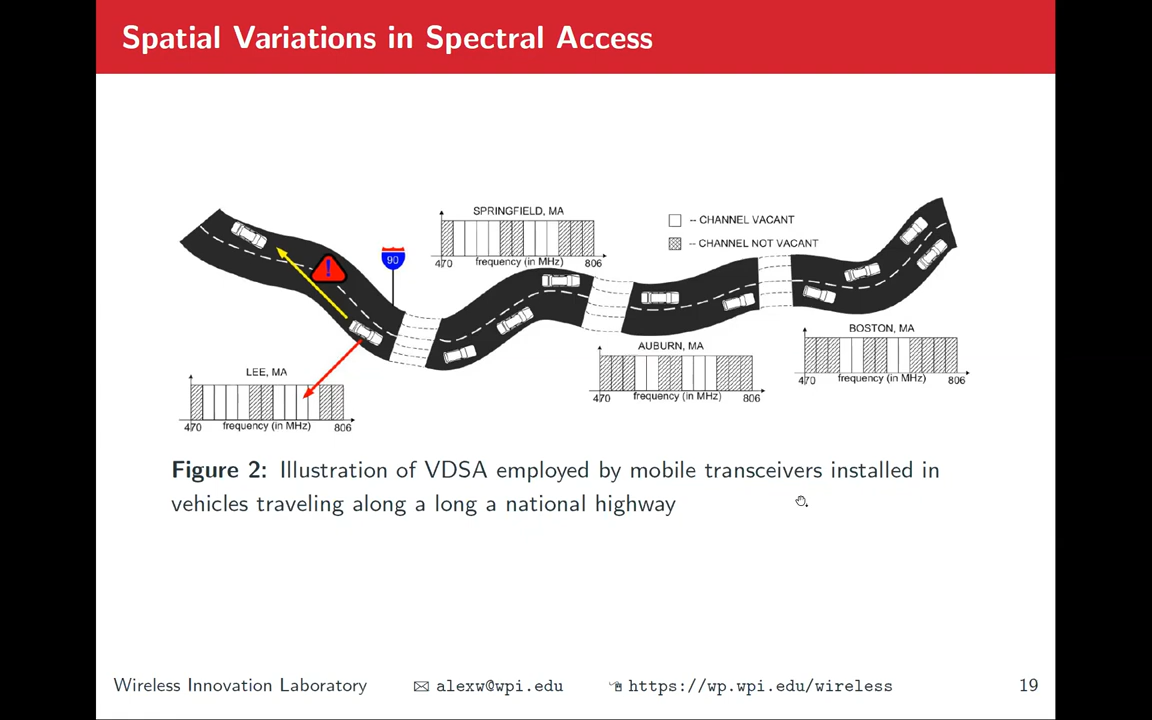 Spatial Variations in Spectral Access
SPRINGFIELD, MA
470 frequency (in MHz) 806
-- CHANNEL VACANT
-- CHANNEL NOT VACANT
90
!
LEE, MA
470 frequency (in MHz) 806
AUBURN, MA
470 frequency (in MHz) 806
BOSTON, MA
470 frequency (in MHz) 806
Figure 2: Illustration of VDSA employed by mobile transceivers installed in
vehicles traveling along a long a national highway
Wireless Innovation Laboratory alexw@wpi.edu https://wp.wpi.edu/wireless 19